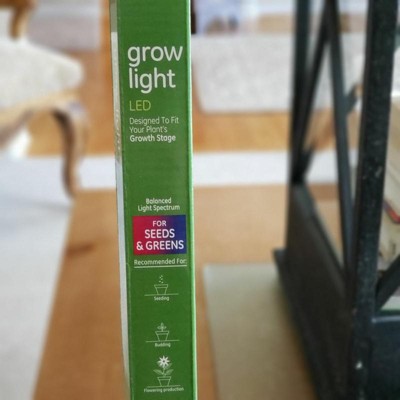 grow
light
LED
Designed To Fit
Your Plant's
Growth Stage
Balanced
Light Spectrum
FOR
SEEDS
& GREENS
Recommended For:
Seeding
Budding
Flowering production